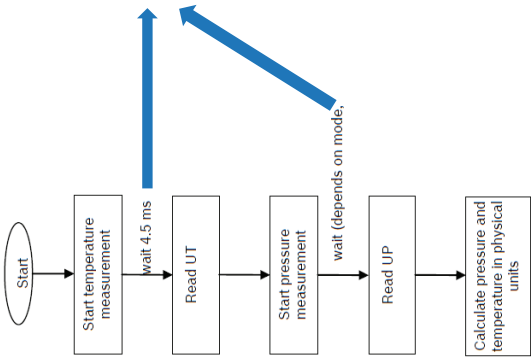 Start
Start temperature
measurement
wait 4.5 ms
Read UT
Start pressure
measurement
wait (depends on mode,
Read UP
Calculate pressure and
temperature in physical
units